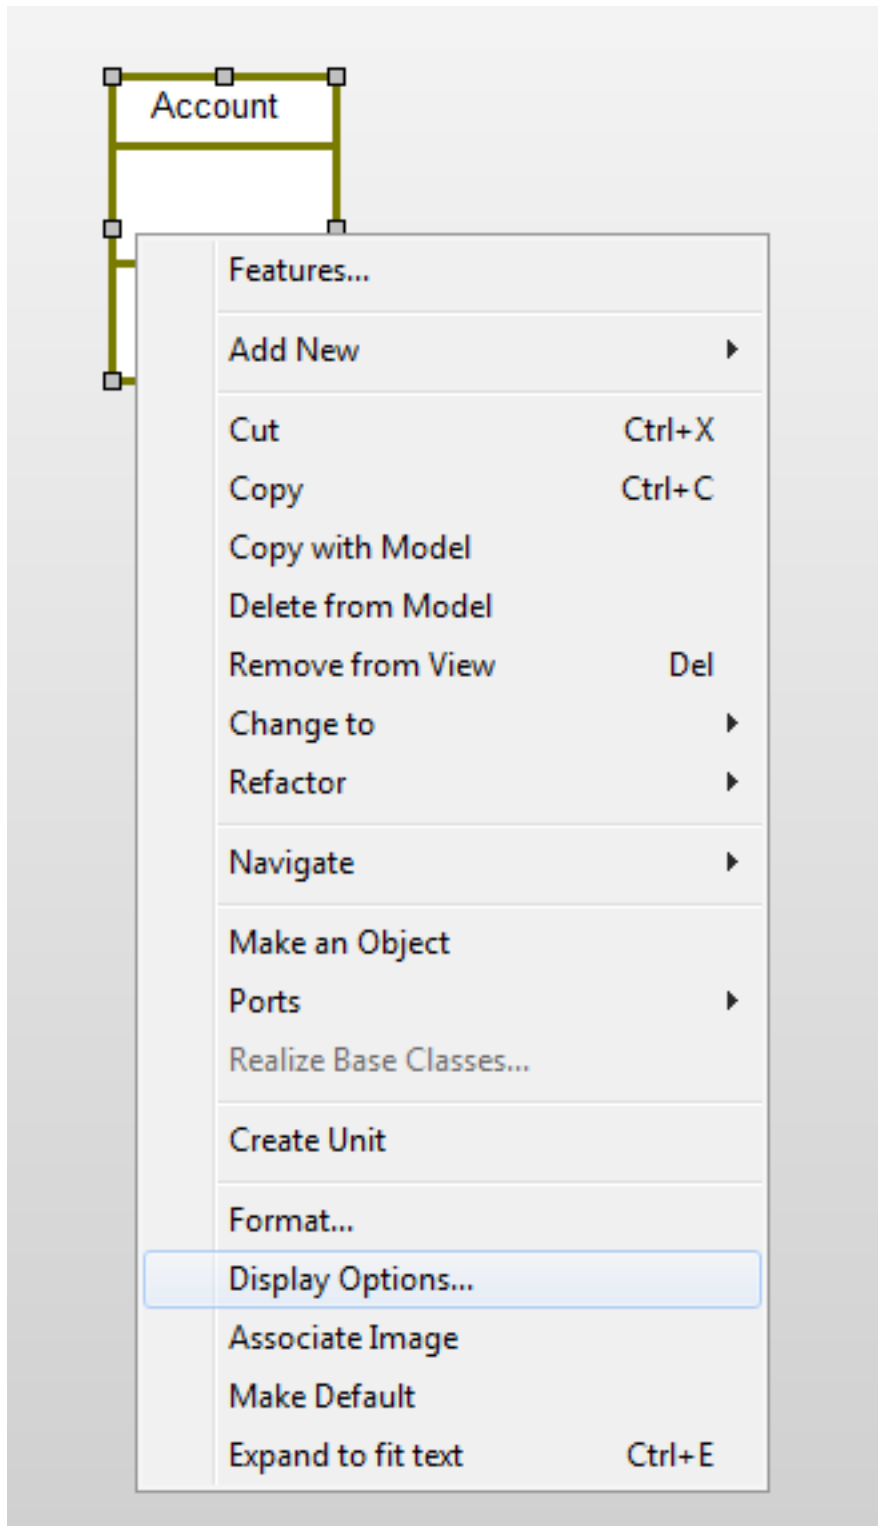 Account
Features...
Add New
Cut Ctrl+X
Copy Ctrl+C
Copy with Model
Delete from Model
Remove from View Del
Change to
Refactor
Navigate
Make an Object
Ports
Realize Base Classes...
Create Unit
Format...
Display Options...
Associate Image
Make Default
Expand to fit text Ctrl+E